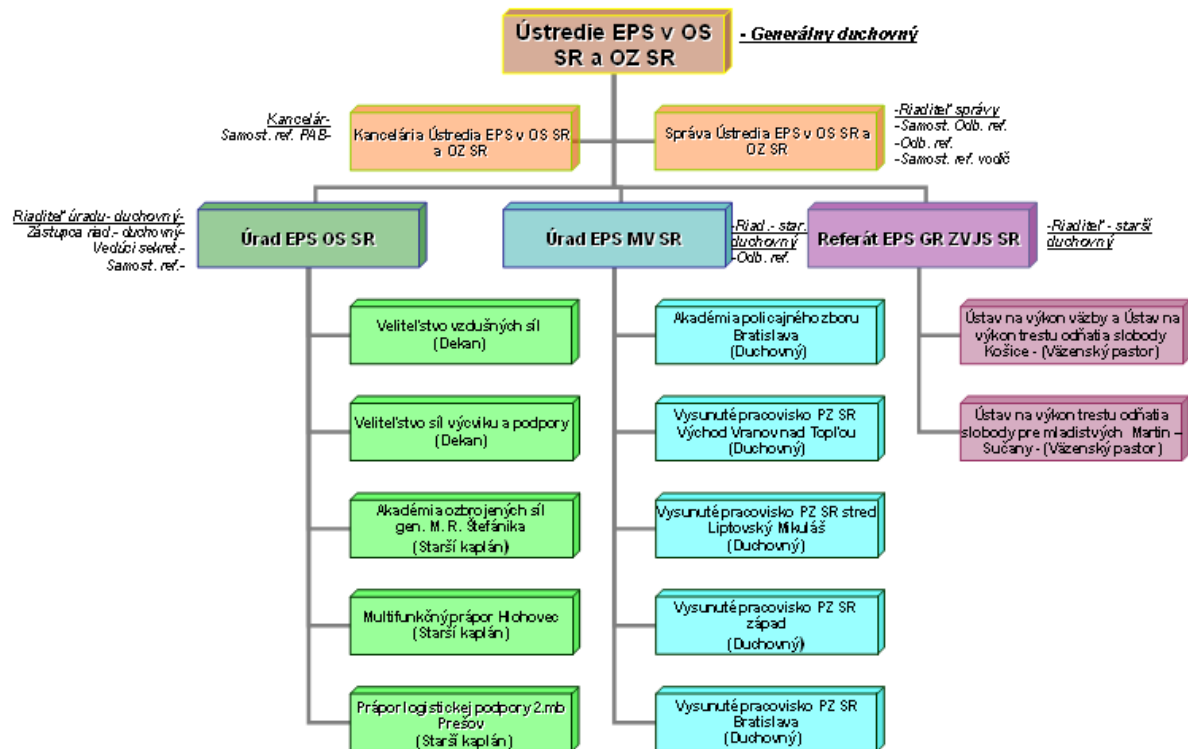 Ústredie EPS v OS
SR a OZ SR
- Generálny duchovný
Kancelár-
Samost. ref. PAB-
Kancelária Ústredia EPS v OS SR
a OZ SR
Správa Ústredia EPS v OS SR a
OZ SR
-Riaditeľ správy
-Samost. Odb. ref.
-Odb. ref.
-Samost. ref. vodič
Riaditeľ úradu- duchovný-
Zástupca riad.- duchovný-
Vedúci sekret.-
Samost. ref.-
Úrad EPS OS SR
Úrad EPS MV SR
-Riad.- star.
duchovný
-Odb. ref.
Referát EPS GR ZVJS SR
-Riaditeľ - starší
duchovný
Veliteľstvo vzdušných síl
(Dekan)
Veliteľstvo síl výcviku a podpory
(Dekan)
Akadémia ozbrojených síl
gen. M. R. Štefánika
(Starší kaplán)
Multifunkčný prápor Hlohovec
(Starší kaplán)
Prápor logistickej podpory 2.mb
Prešov
(Starší kaplán)
Akadémia policajného zboru
Bratislava
(Duchovný)
Vysunuté pracovisko PZ SR
Východ Vranov nad Topľou
(Duchovný)
Vysunuté pracovisko PZ SR stred
Liptovský Mikuláš
(Duchovný)
Vysunuté pracovisko PZ SR
západ
(Duchovný)
Vysunuté pracovisko PZ SR
Bratislava
(Duchovný)
Ústav na výkon väzby a Ústav na
výkon trestu odňatia slobody
Košice - (Väzenský pastor)
Ústav na výkon trestu odňatia
slobody pre mladistvých Martin –
Sučany - (Väzenský pastor)